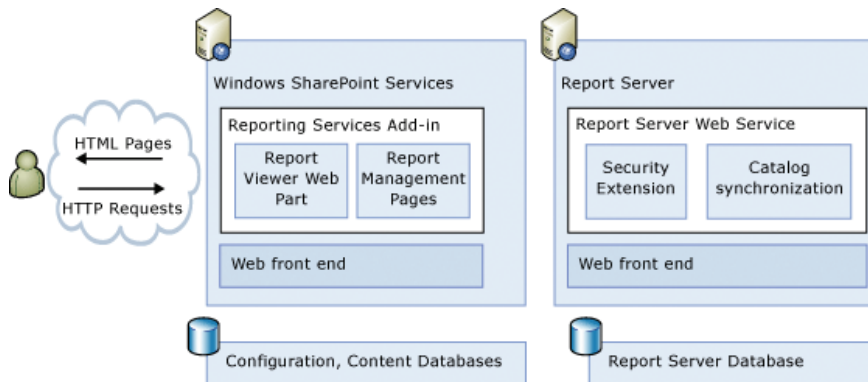 Windows SharePoint Services
Reporting Services Add-in
Report
Viewer Web
Part
Report
Management
Pages
Web front end
Configuration, Content Databases
HTML Pages
HTTP Requests
Report Server
Report Server Web Service
Security
Extension
Catalog
synchronization
Web front end
Report Server Database